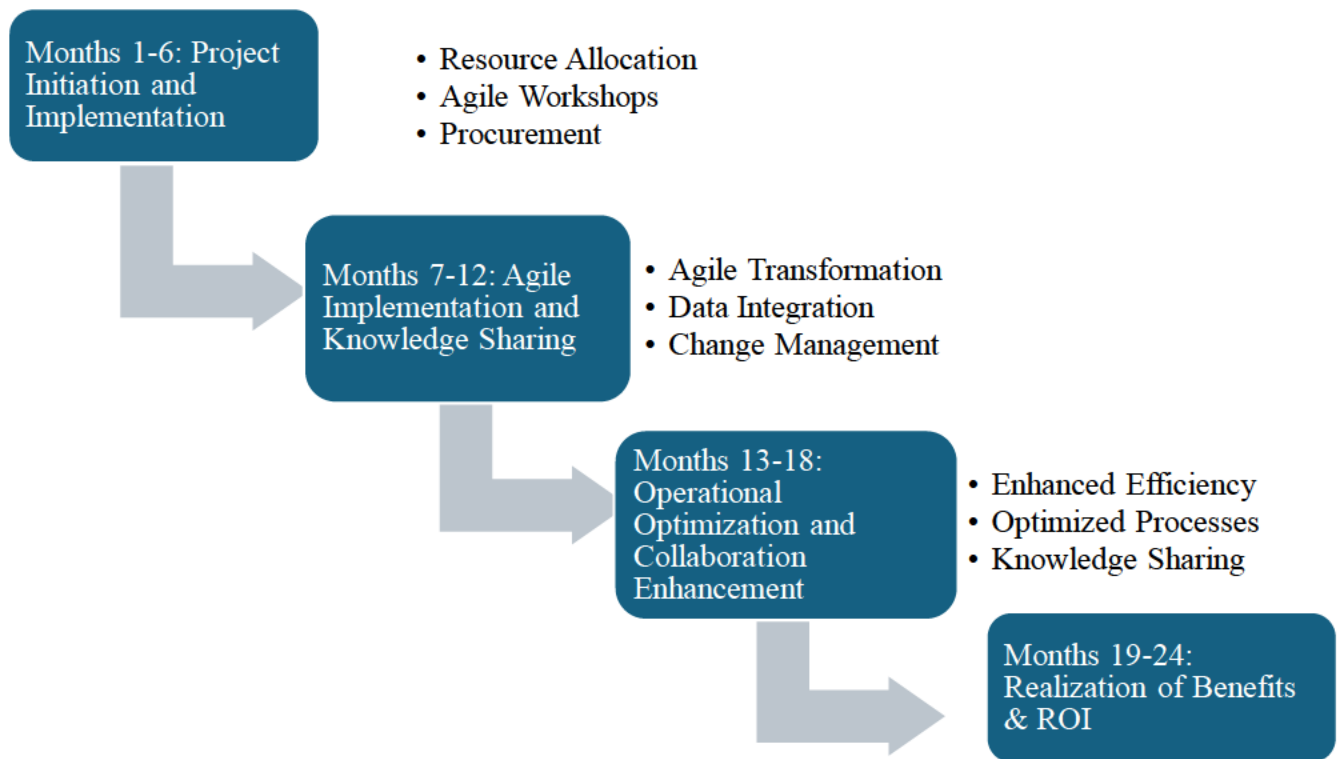 Months 1-6: Project
Initiation and
Implementation
• Resource Allocation
• Agile Workshops
• Procurement
Months 7-12: Agile
Implementation and
Knowledge Sharing
• Agile Transformation
• Data Integration
• Change Management
Months 13-18:
Operational
Optimization and
Collaboration
Enhancement
• Enhanced Efficiency
• Optimized Processes
• Knowledge Sharing
Months 19-24:
Realization of Benefits
& ROI